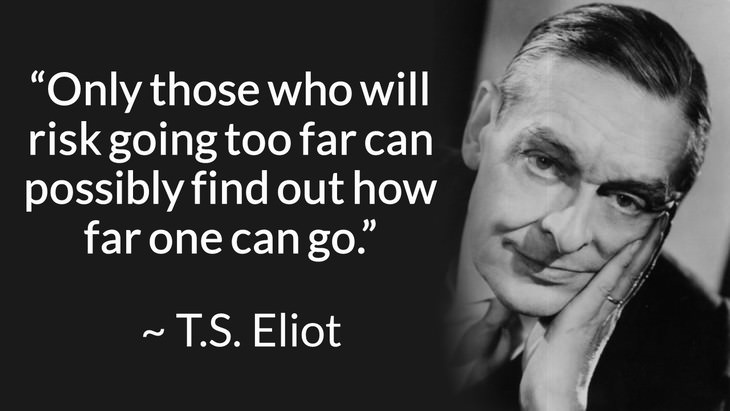 “Only those who will
risk going too far can
possibly find out how
far one can go.”
~ T.S. Eliot